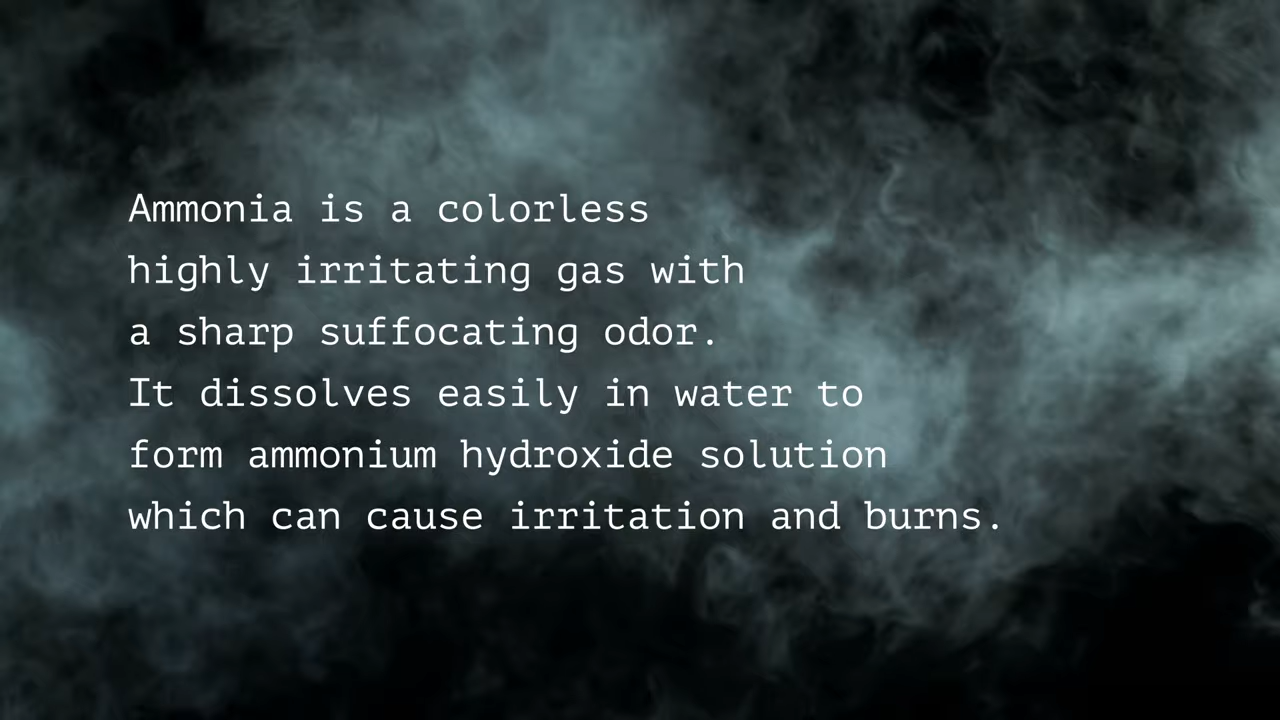 Ammonia is a colorless
highly irritating gas with
a sharp suffocating odor.
It dissolves easily in water to
form ammonium hydroxide solution
which can cause irritation and burns.